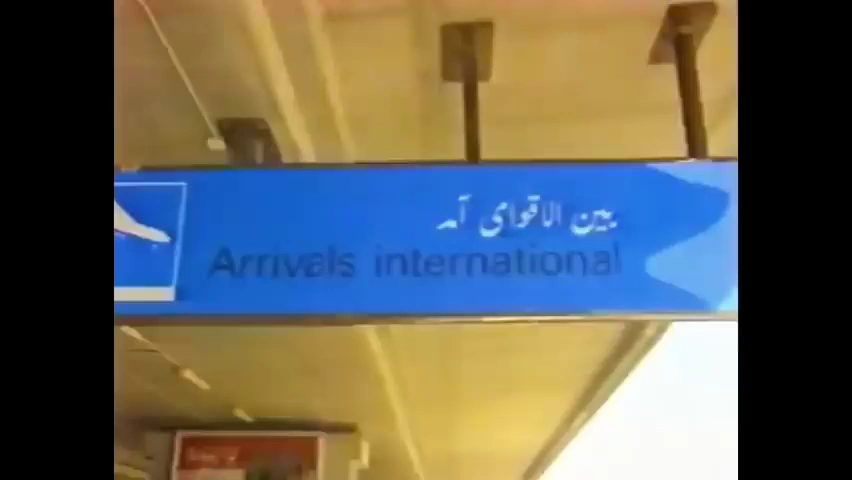 بین الاقوامی آمد
Arrivals international